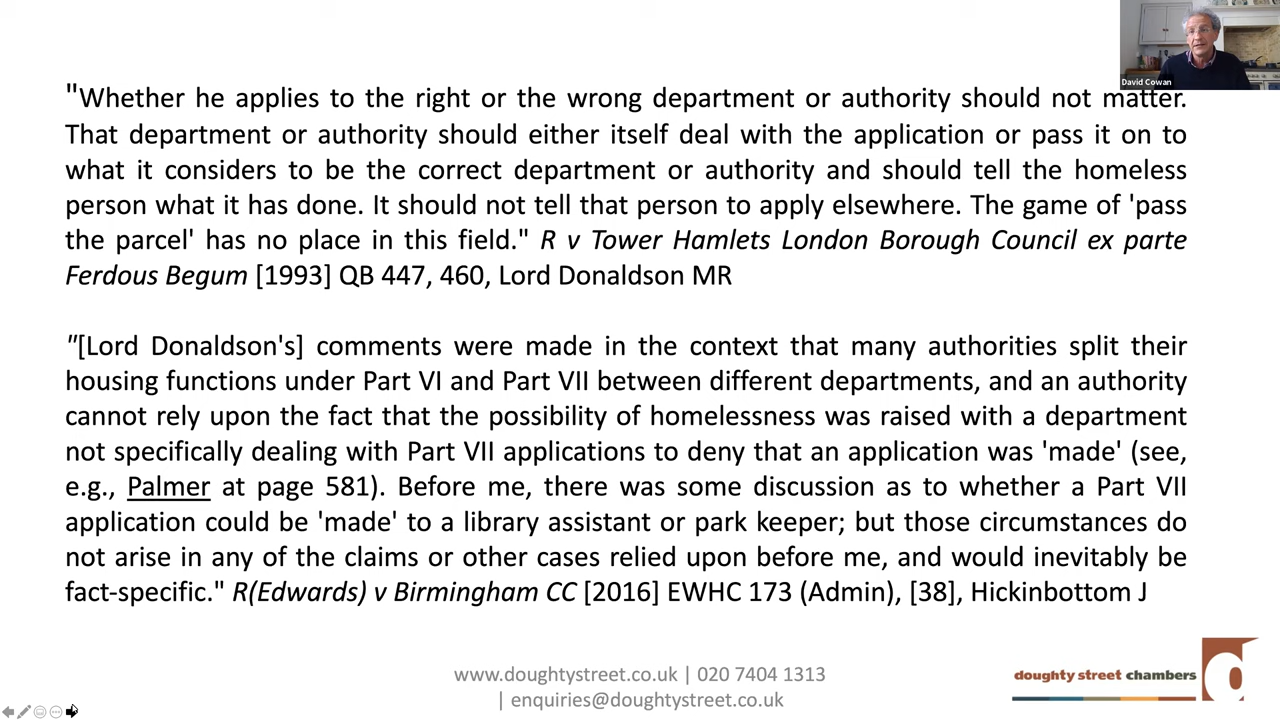 David Cowan
"Whether he applies to the right or the wrong department or authority should not matter.
That department or authority should either itself deal with the application or pass it on to
what it considers to be the correct department or authority and should tell the homeless
person what it has done. It should not tell that person to apply elsewhere. The game of 'pass
the parcel' has no place in this field." R v Tower Hamlets London Borough Council ex parte
Ferdous Begum [1993] QB 447, 460, Lord Donaldson MR
"[Lord Donaldson's] comments were made in the context that many authorities split their
housing functions under Part VI and Part VII between different departments, and an authority
cannot rely upon the fact that the possibility of homelessness was raised with a department
not specifically dealing with Part VII applications to deny that an application was 'made' (see,
e.g., Palmer at page 581). Before me, there was some discussion as to whether a Part VII
application could be 'made' to a library assistant or park keeper; but those circumstances do
not arise in any of the claims or other cases relied upon before me, and would inevitably be
fact-specific." R(Edwards) v Birmingham CC [2016] EWHC 173 (Admin), [38], Hickinbottom J
www.doughtystreet.co.uk | 020 7404 1313
| enquiries@doughtystreet.co.uk
doughty street chambers
d